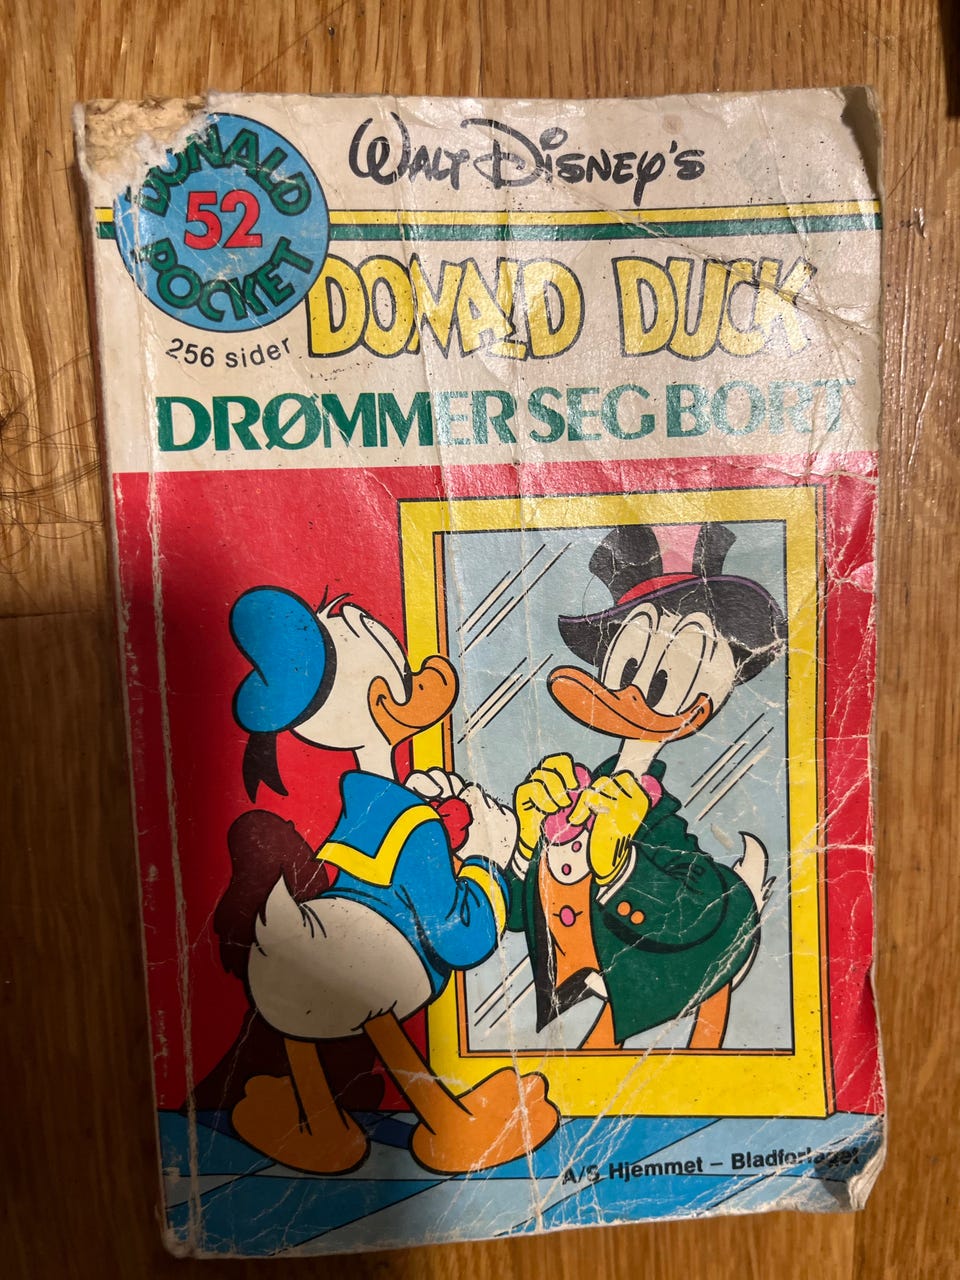 WALT DISNEY'S
DONALD
52
POCKET
256 sider
DONALD DUCK
DRØMMER SEG BORT
A/S Hjemmet – Bladforlaget